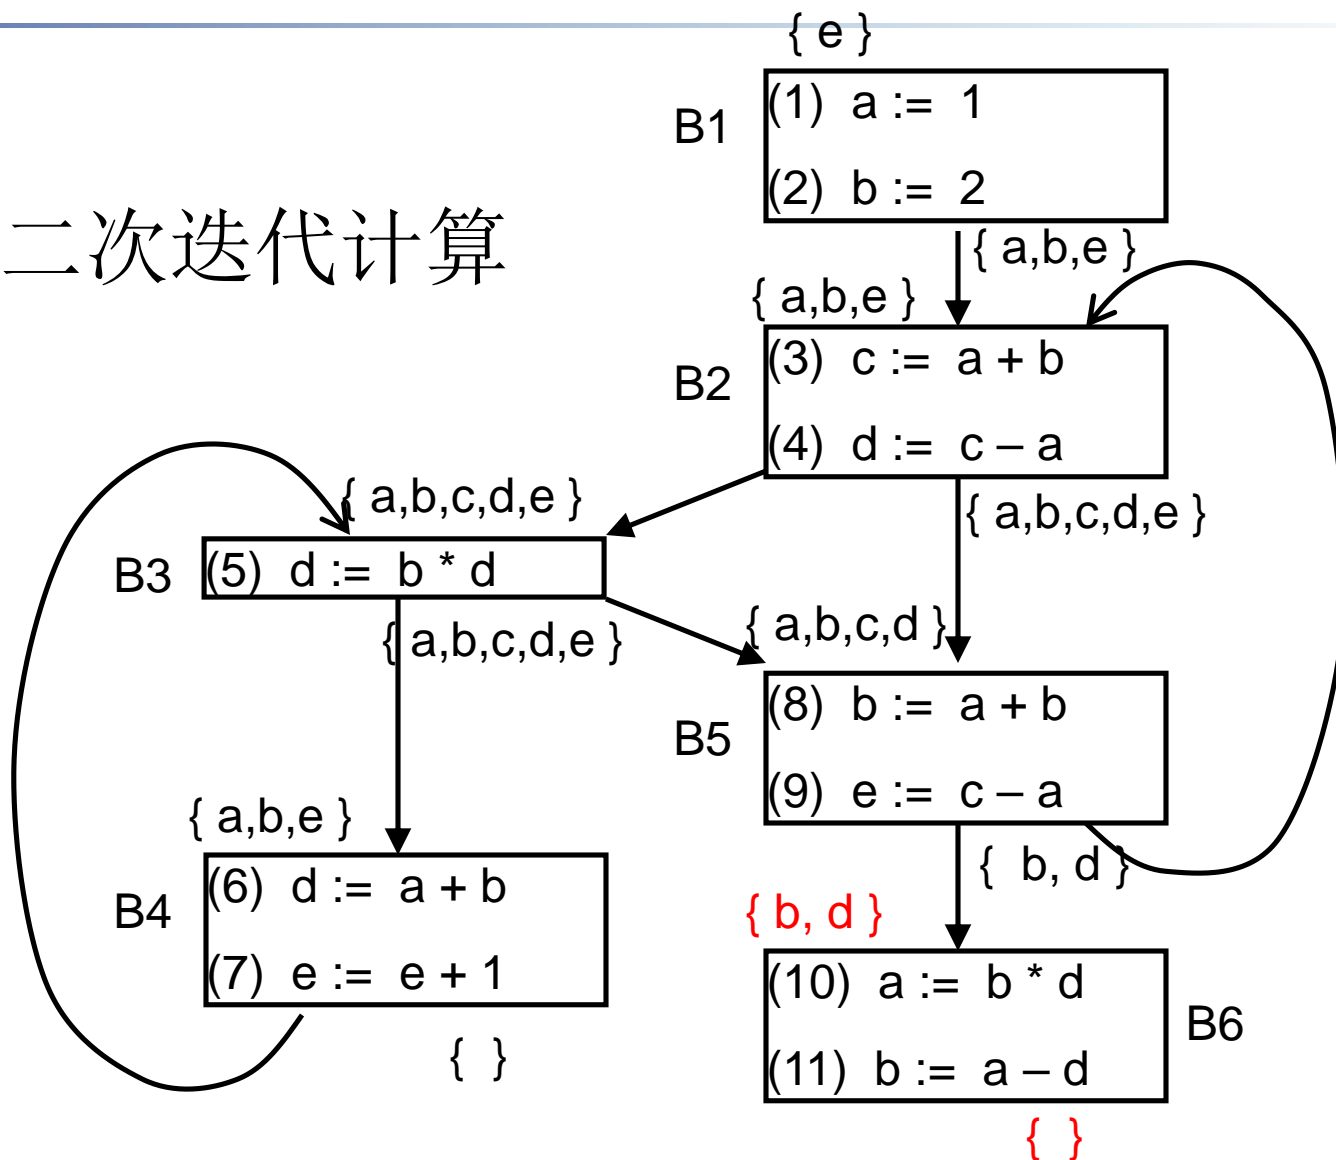 { e }
B1
(1) a := 1
(2) b := 2
二次迭代计算
{ a,b,e }
{ a,b,e }
B2
(3) c := a + b
(4) d := c – a
{ a,b,c,d,e }
{ a,b,c,d,e }
B3
(5) d := b * d
{ a,b,c,d }
{ a,b,c,d,e }
B5
(8) b := a + b
(9) e := c – a
{ a,b,e }
{ b, d }
B4
(6) d := a + b
(7) e := e + 1
{ }
{ b, d }
(10) a := b * d
(11) b := a – d
B6
{ }